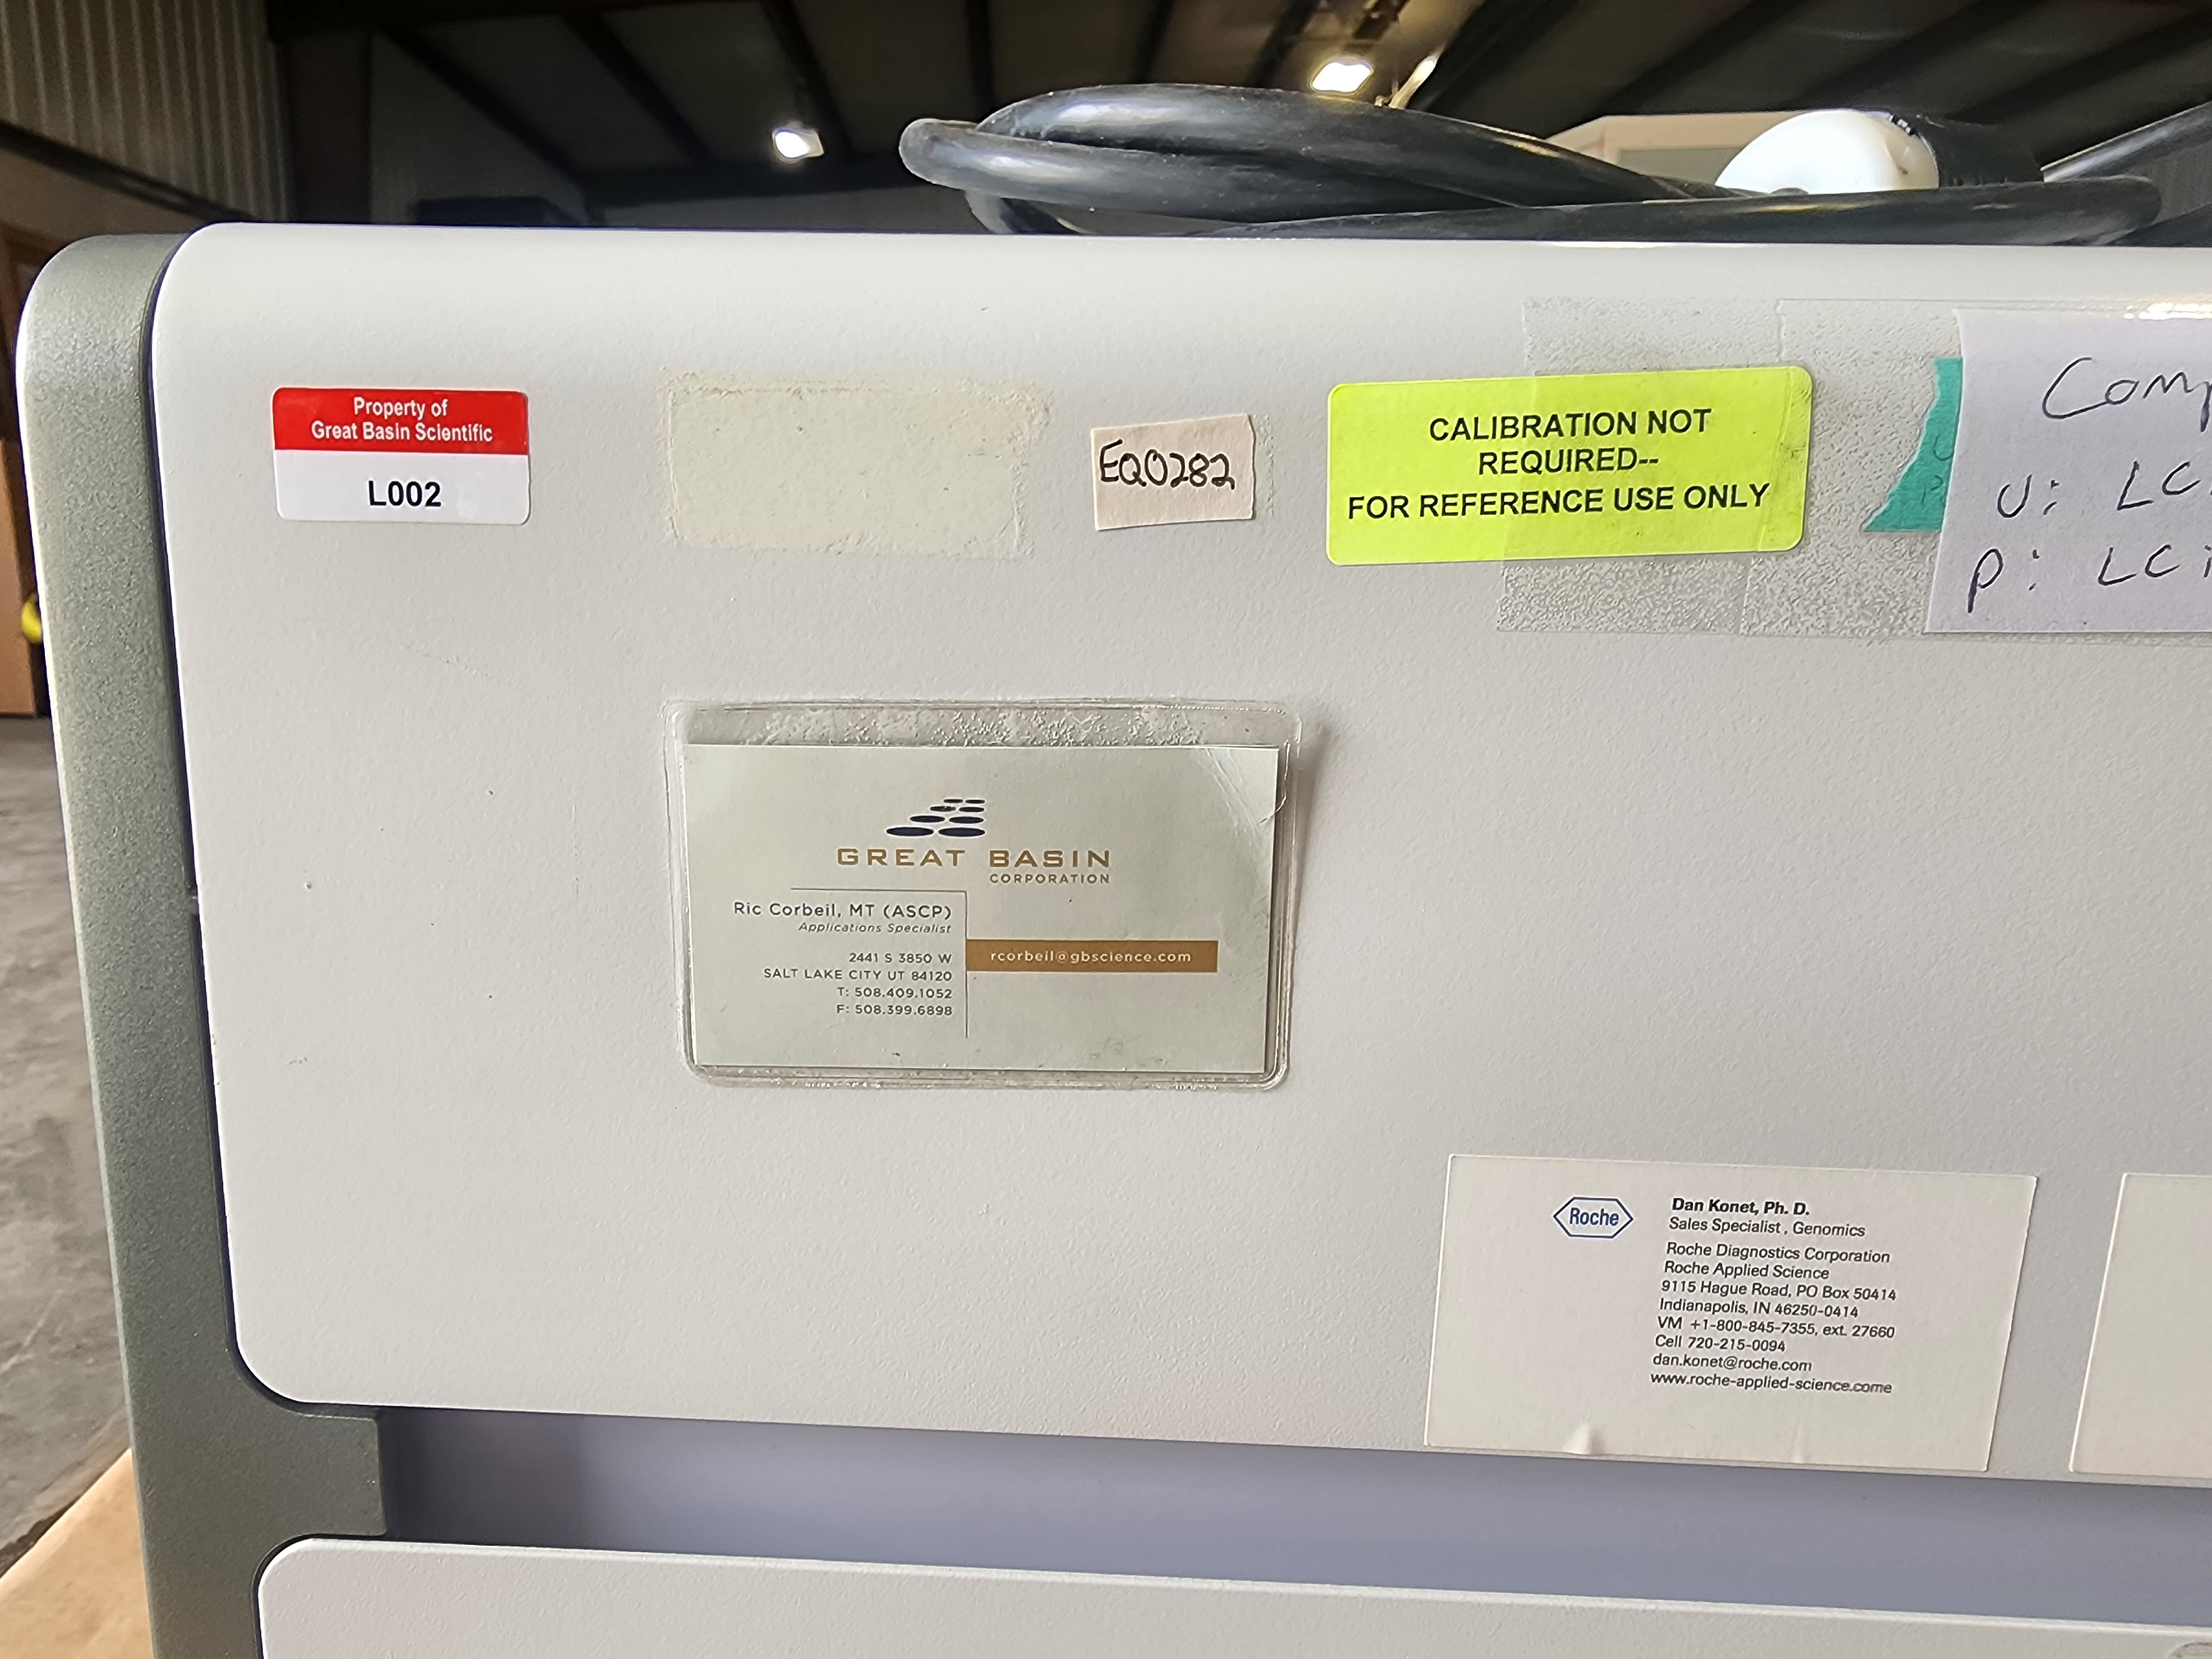 Property of
Great Basin Scientific
L002
EQ0282
CALIBRATION NOT
REQUIRED--
FOR REFERENCE USE ONLY
U: LC
P: LC
GREAT BASIN
CORPORATION
Ric Corbeil, MT (ASCP)
Applications Specialist
2441 S 3850 W
SALT LAKE CITY UT 84120
T: 508.409.1052
F: 508.399.6898
rcorbeil@gbscience.com
Roche
Dan Konet, Ph. D.
Sales Specialist , Genomics
Roche Diagnostics Corporation
Roche Applied Science
9115 Hague Road, PO Box 50414
Indianapolis, IN 46250-0414
VM +1-800-845-7355, ext. 27660
Cell 720-215-0094
dan.konet@roche.com
www.roche-applied-science.come